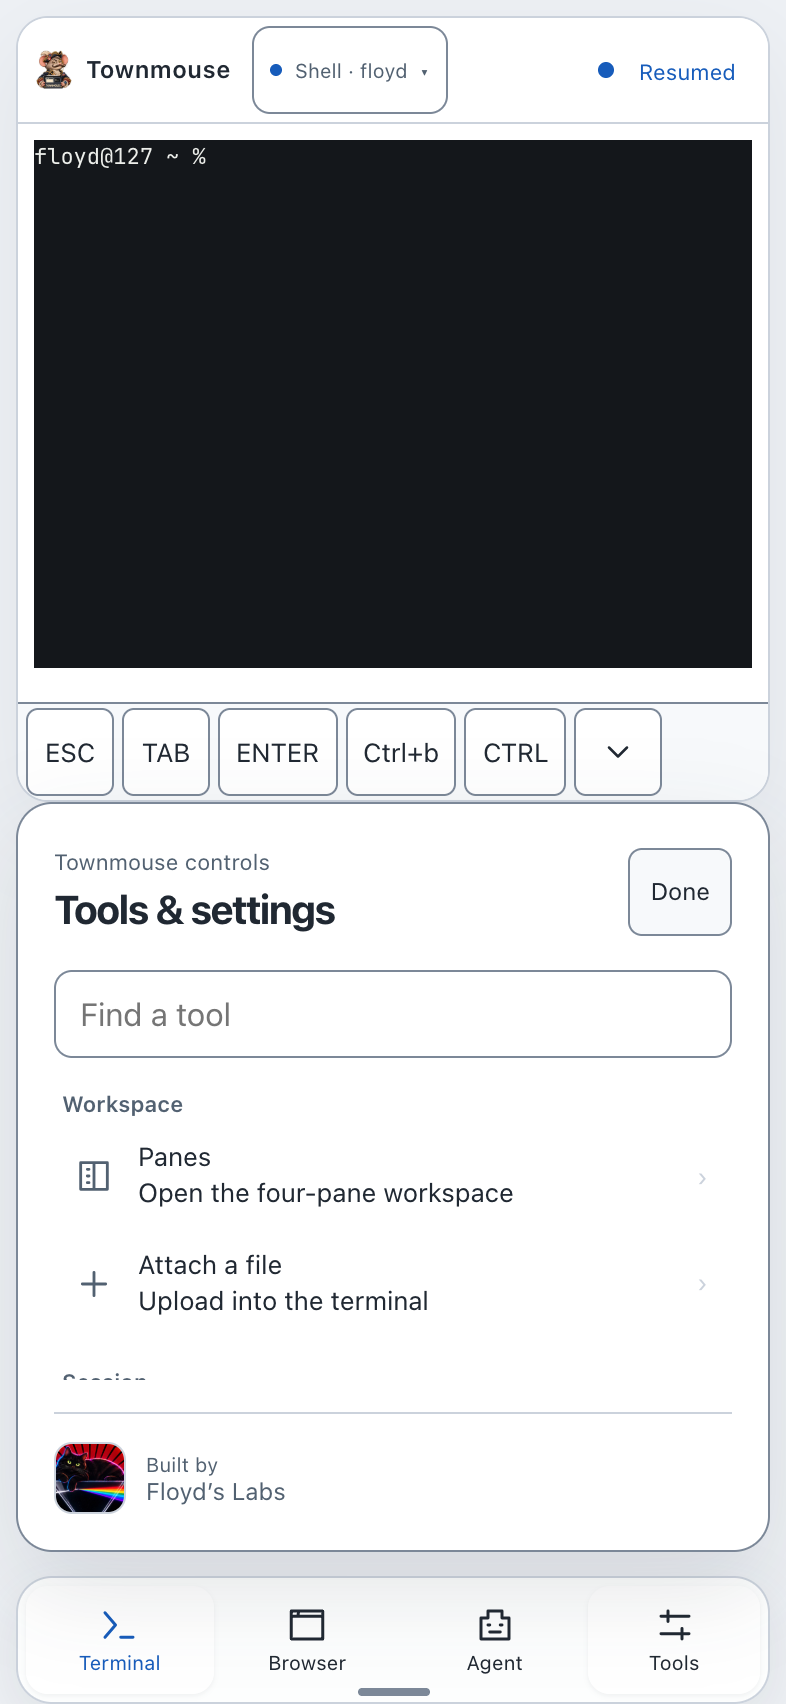 Townmouse
Shell · floyd ▾
Resumed
floyd@127 ~ %
ESC
TAB
ENTER
Ctrl+b
CTRL
Townmouse controls
Tools & settings
Done
Find a tool
Workspace
Panes
Open the four-pane workspace
Attach a file
Upload into the terminal
Session
Built by
Floyd’s Labs
Terminal
Browser
Agent
Tools